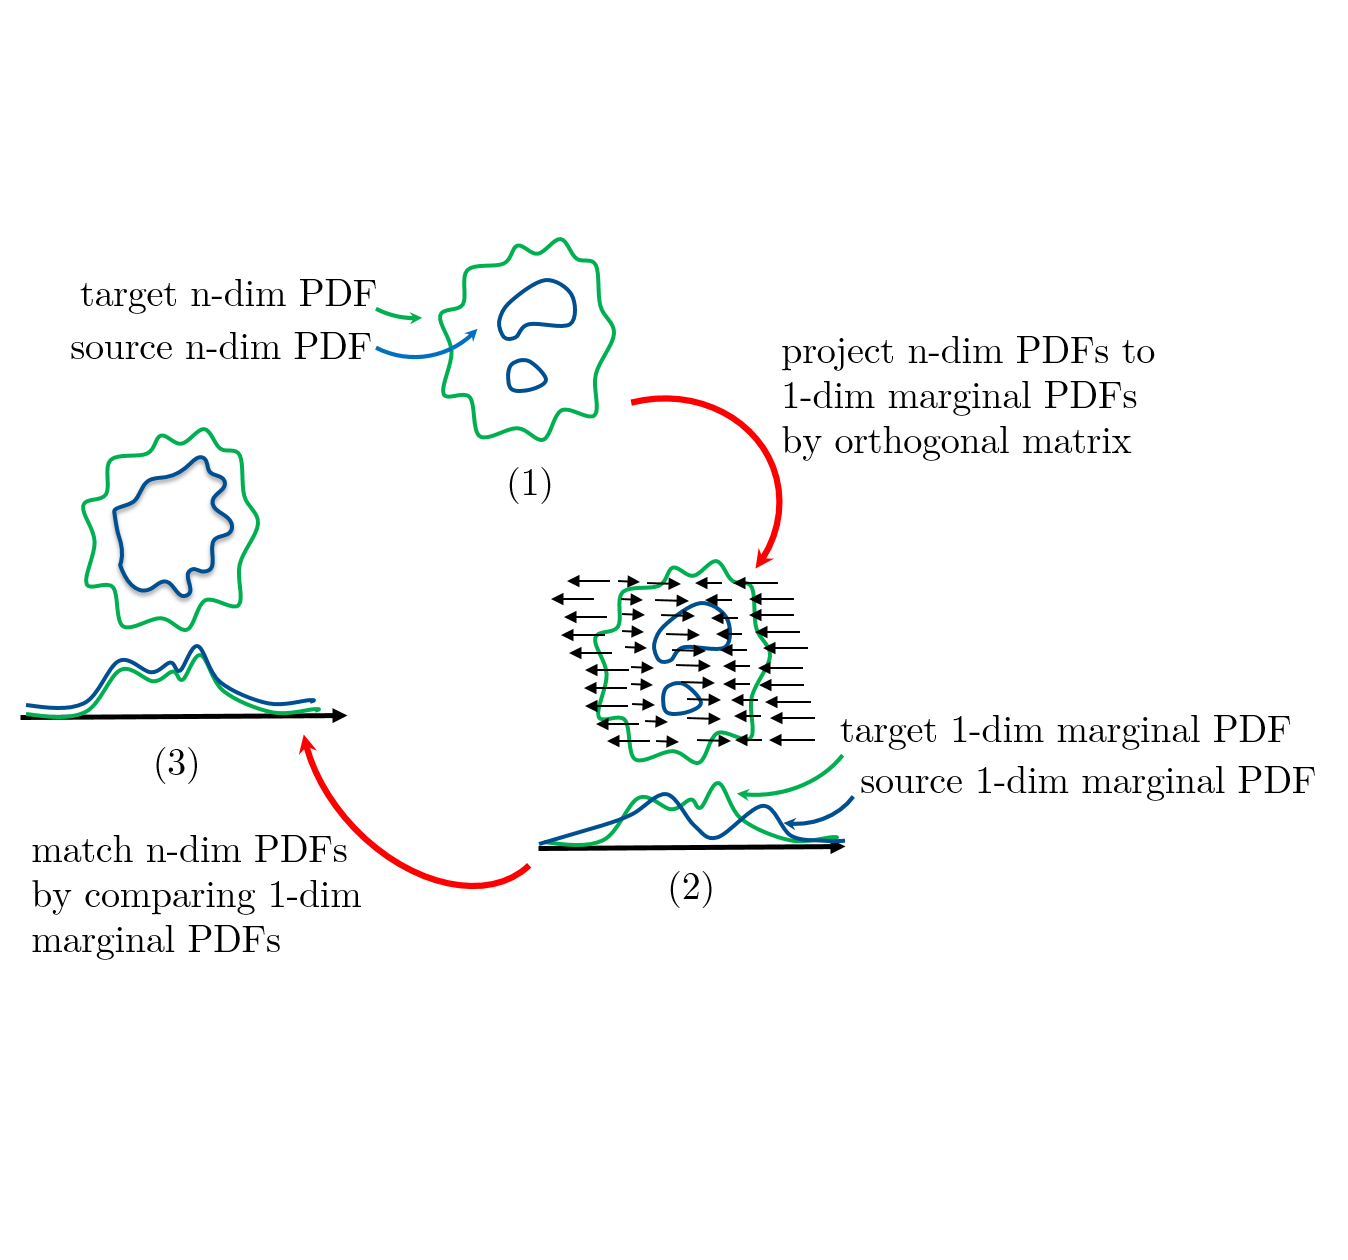 target n-dim PDF
source n-dim PDF
(1)
project n-dim PDFs to
1-dim marginal PDFs
by orthogonal matrix
target 1-dim marginal PDF
source 1-dim marginal PDF
(2)
(3)
match n-dim PDFs
by comparing 1-dim
marginal PDFs